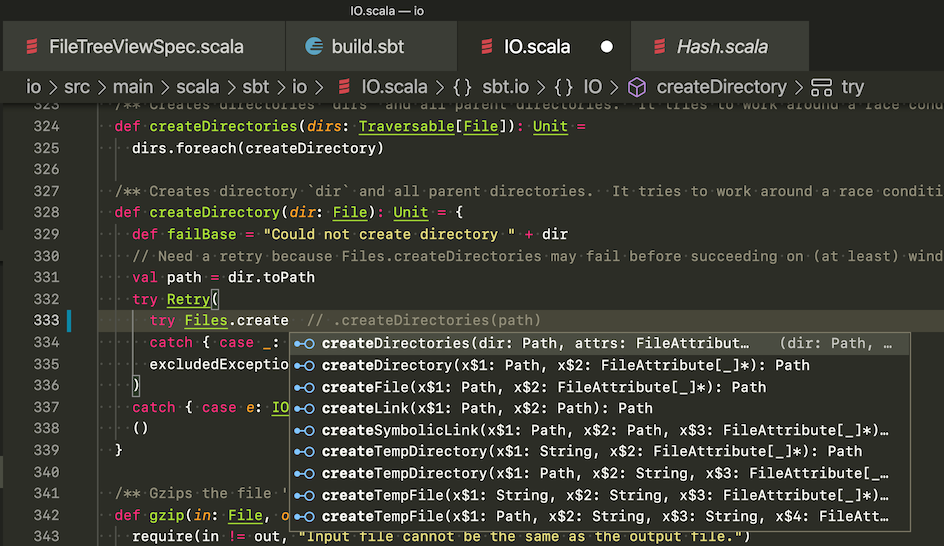 IO.scala — io
FileTreeViewSpec.scala build.sbt IO.scala Hash.scala
io > src > main > scala > sbt > io > IO.scala > {} sbt.io > {} IO > createDirectory > try
323 /** Creates directories `dirs` and all parent directories. It tries to work around a race cond
324 def createDirectories(dirs: Traversable[File]): Unit =
325 dirs.foreach(createDirectory)
326
327 /** Creates directory `dir` and all parent directories. It tries to work around a race conditi
328 def createDirectory(dir: File): Unit = {
329 def failBase = "Could not create directory " + dir
330 // Need a retry because Files.createDirectories may fail before succeeding on (at least) wind
331 val path = dir.toPath
332 try Retry(
333 try Files.create // .createDirectories(path)
334 catch { case _:
335 excludedExceptio
336 )
337 catch { case e: IO
338 ()
339 }
340
341 /** Gzips the file '
342 def gzip(in: File, o
343 require(in != out, "Input file cannot be the same as the output file.")
createDirectories(dir: Path, attrs: FileAttribut… (dir: Path, …
createDirectory(x$1: Path, x$2: FileAttribute[_]*): Path
createFile(x$1: Path, x$2: FileAttribute[_]*): Path
createLink(x$1: Path, x$2: Path): Path
createSymbolicLink(x$1: Path, x$2: Path, x$3: FileAttribute[_]*)…
createTempDirectory(x$1: String, x$2: FileAttribute[_]*): Path
createTempDirectory(x$1: Path, x$2: String, x$3: FileAttribute[_…
createTempFile(x$1: String, x$2: String, x$3: FileAttribute[_]*)…
createTempFile(x$1: Path, x$2: String, x$3: String, x$4: FileAtt…